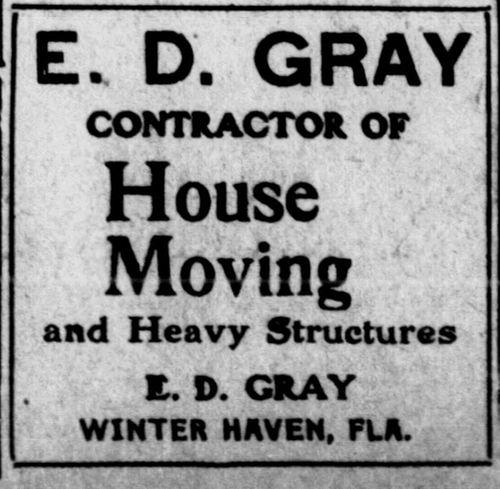 E. D. GRAY
CONTRACTOR OF
House
Moving
and Heavy Structures
E. D. GRAY
WINTER HAVEN, FLA.